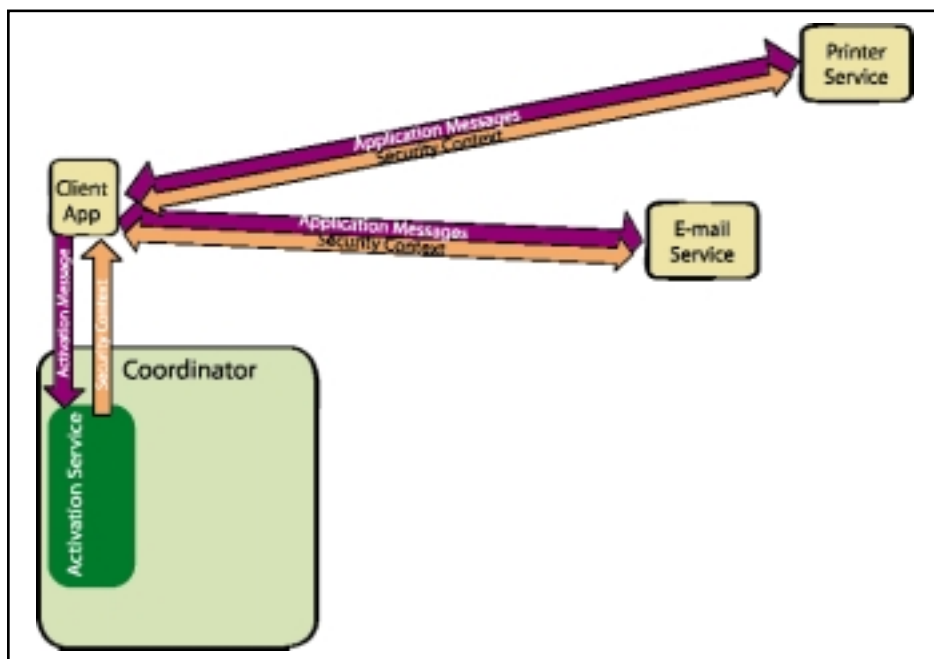 Printer
Service
Application Messages
Security Context
Client
App
Application Messages
Security Context
E-mail
Service
Activation Message
Security Context
Coordinator
Activation Service